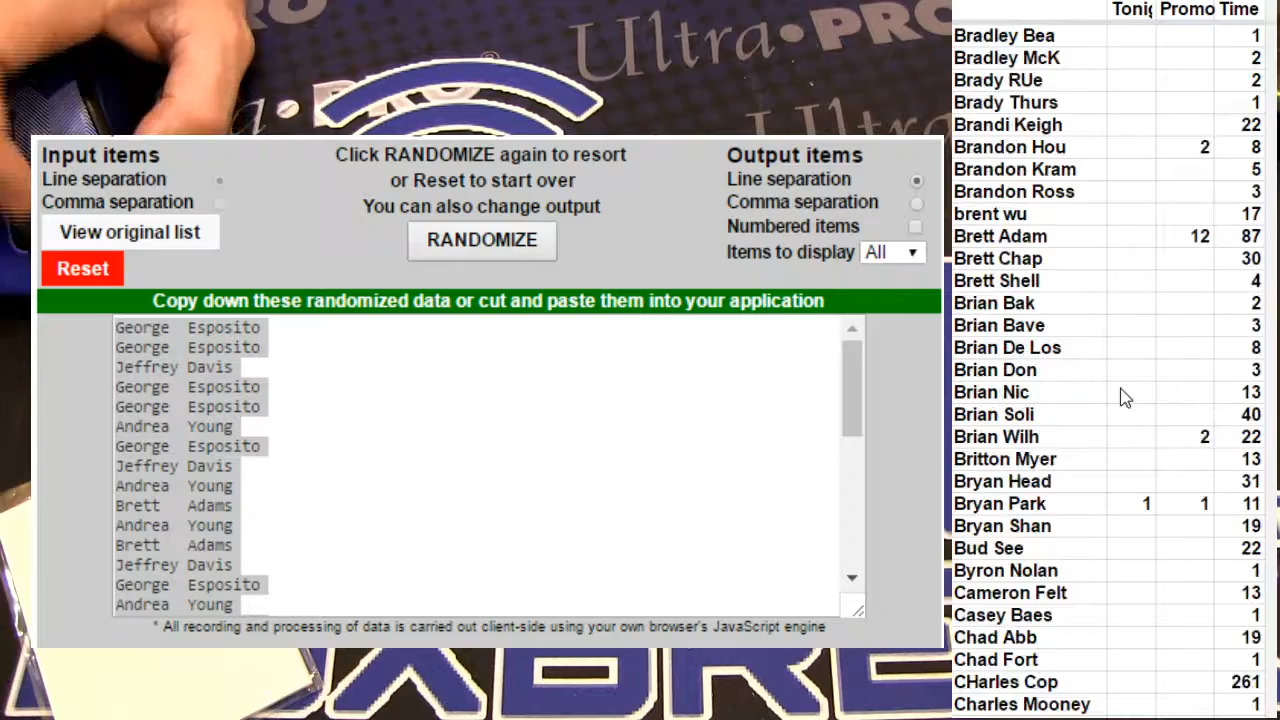 Ultra•PRO
Input items
Line separation
Comma separation
View original list
Reset
Click RANDOMIZE again to resort
or Reset to start over
You can also change output
RANDOMIZE
Output items
Line separation
Comma separation
Numbered items
Items to display All
Copy down these randomized data or cut and paste them into your application
George Esposito
George Esposito
Jeffrey Davis
George Esposito
George Esposito
Andrea Young
George Esposito
Jeffrey Davis
Andrea Young
Brett Adams
Andrea Young
Brett Adams
Jeffrey Davis
George Esposito
Andrea Young
* All recording and processing of data is carried out client-side using your own browser's JavaScript engine
Tonig Promo Time
Bradley Bea 1
Bradley McK 2
Brady RUe 2
Brady Thurs 1
Brandi Keigh 22
Brandon Hou 2 8
Brandon Kram 5
Brandon Ross 3
brent wu 17
Brett Adam 12 87
Brett Chap 30
Brett Shell 4
Brian Bak 2
Brian Bave 3
Brian De Los 8
Brian Don 3
Brian Nic 13
Brian Soli 40
Brian Wilh 2 22
Britton Myer 13
Bryan Head 31
Bryan Park 1 1 11
Bryan Shan 19
Bud See 22
Byron Nolan 1
Cameron Felt 13
Casey Baes 1
Chad Abb 19
Chad Fort 1
CHarles Cop 261
Charles Mooney 1